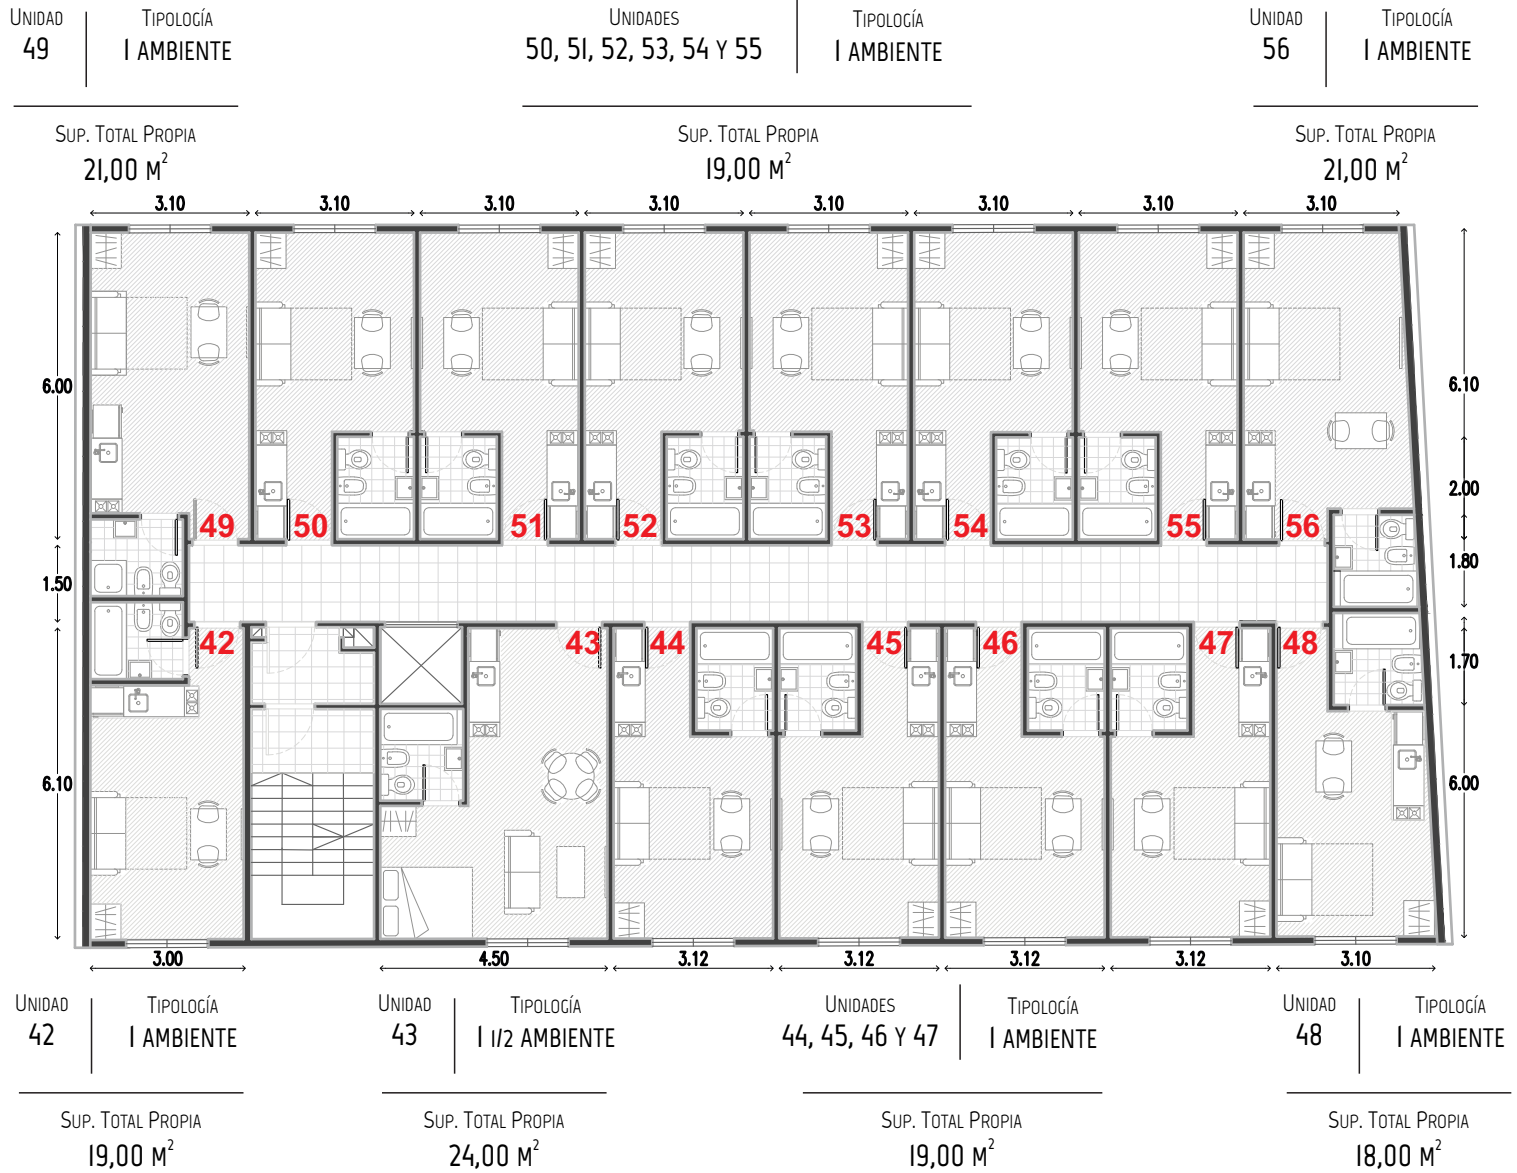 UNIDAD
49
TIPOLOGÍA
1 AMBIENTE
UNIDADES
50, 51, 52, 53, 54 Y 55
TIPOLOGÍA
1 AMBIENTE
UNIDAD
56
TIPOLOGÍA
1 AMBIENTE
SUP. TOTAL PROPIA
21,00 M²
SUP. TOTAL PROPIA
19,00 M²
SUP. TOTAL PROPIA
21,00 M²
3.10 3.10 3.10 3.10 3.10 3.10 3.10 3.10
6.00
6.10
2.00
49 50 51 52 53 54 55 56
1.50
1.80
42 43 44 45 46 47 48
1.70
6.10
6.00
3.00 4.50 3.12 3.12 3.12 3.12 3.10
UNIDAD
42
TIPOLOGÍA
1 AMBIENTE
UNIDAD
43
TIPOLOGÍA
1 1/2 AMBIENTE
UNIDADES
44, 45, 46 Y 47
TIPOLOGÍA
1 AMBIENTE
UNIDAD
48
TIPOLOGÍA
1 AMBIENTE
SUP. TOTAL PROPIA
19,00 M²
SUP. TOTAL PROPIA
24,00 M²
SUP. TOTAL PROPIA
19,00 M²
SUP. TOTAL PROPIA
18,00 M²